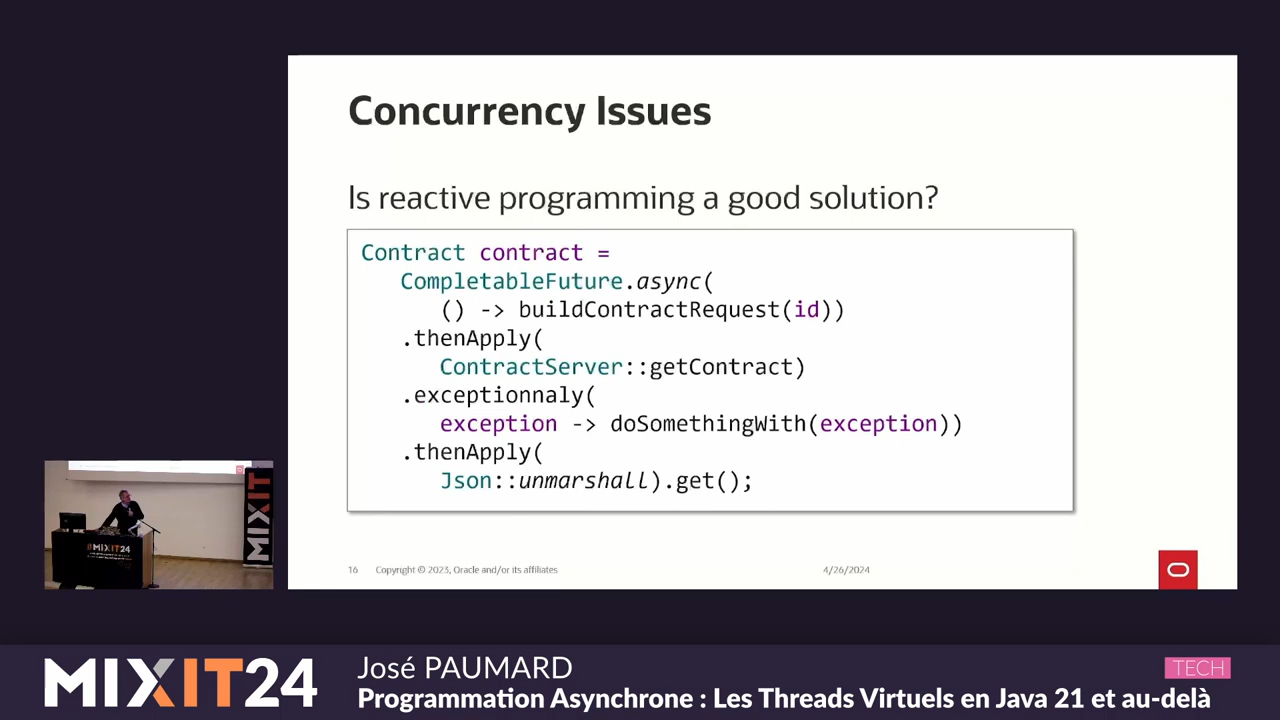 Concurrency Issues
Is reactive programming a good solution?
Contract contract =
CompletableFuture.async(
() -> buildContractRequest(id))
.thenApply(
ContractServer::getContract)
.exceptionnaly(
exception -> doSomethingWith(exception))
.thenApply(
Json::unmarshall).get();
16 Copyright © 2023, Oracle and/or its affiliates 4/26/2024
#MIXIT24
MIXIT
MIXIT24
José PAUMARD
TECH
Programmation Asynchrone : Les Threads Virtuels en Java 21 et au-delà